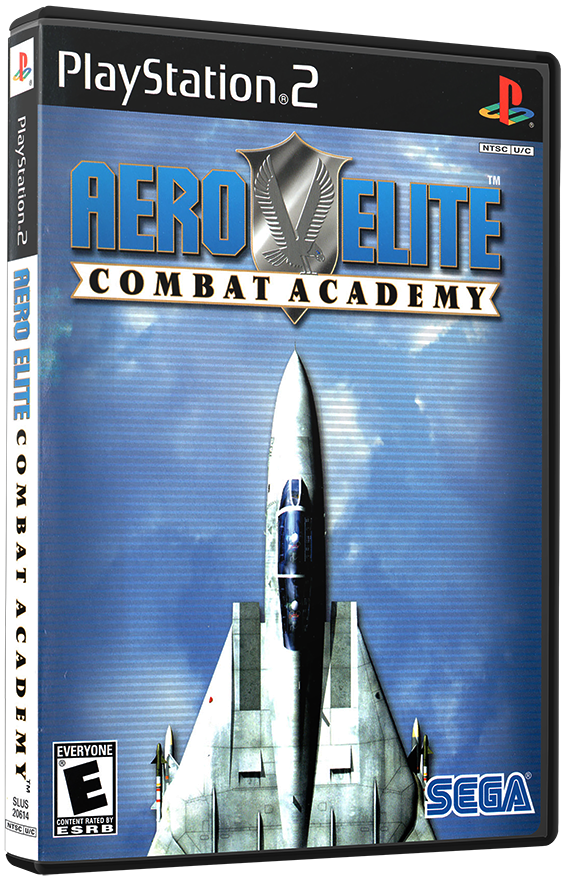 PlayStation®2
NTSC U/C
AERO ELITE™
COMBAT ACADEMY
EVERYONE
E
CONTENT RATED BY
ESRB
SEGA®
PlayStation®2
AERO ELITE
COMBAT ACADEMY™
SLUS
20614
NTSC U/C